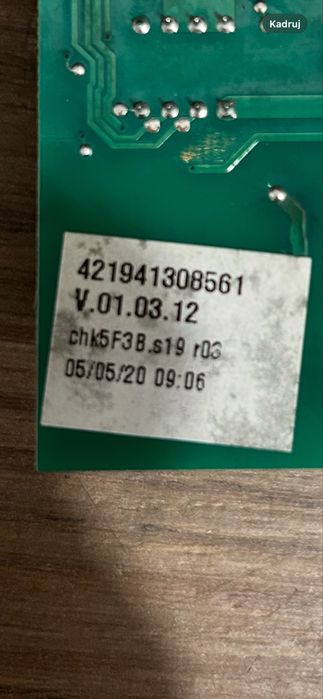 Kadruj
421941308561
V.01.03.12
chk5F3B.s19 r03
05/05/20 09:06